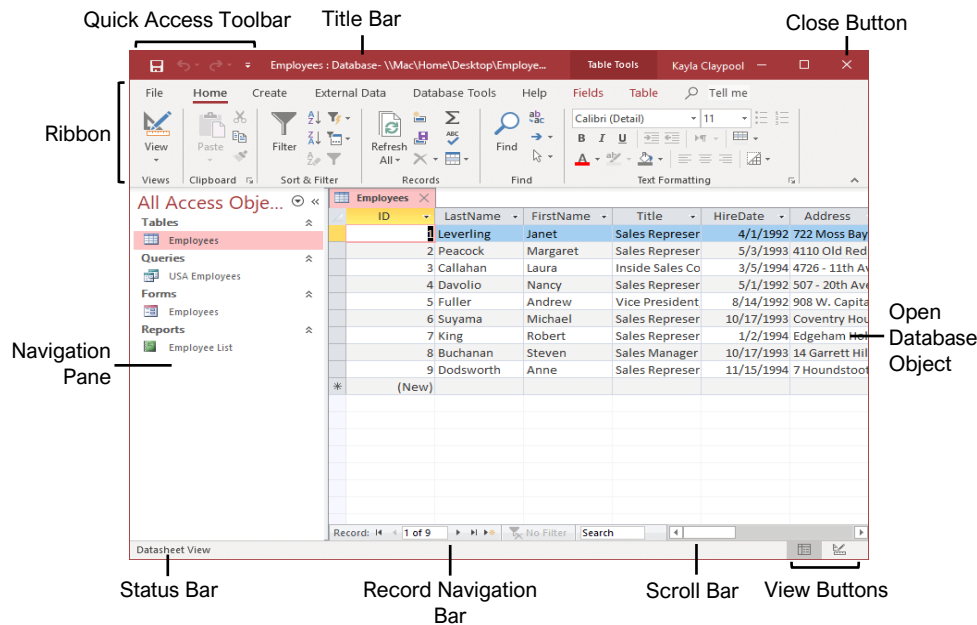 Quick Access Toolbar
Title Bar
Close Button
Employees : Database- \\Mac\Home\Desktop\Employe...
Table Tools
Kayla Claypool
File Home Create External Data Database Tools Help Fields Table Tell me
Ribbon
View
Paste
Filter
Refresh
All
Find
Calibri (Detail)
11
B I U
Views
Clipboard
Sort & Filter
Records
Find
Text Formatting
All Access Obje...
Tables
Employees
Queries
USA Employees
Forms
Employees
Reports
Employee List
Navigation
Pane
Employees
ID LastName FirstName Title HireDate Address
1 Leverling Janet Sales Represer 4/1/1992 722 Moss Bay
2 Peacock Margaret Sales Represer 5/3/1993 4110 Old Red
3 Callahan Laura Inside Sales Co 3/5/1994 4726 - 11th Av
4 Davolio Nancy Sales Represer 5/1/1992 507 - 20th Ave
5 Fuller Andrew Vice President 8/14/1992 908 W. Capita
6 Suyama Michael Sales Represer 10/17/1993 Coventry Hou
7 King Robert Sales Represer 1/2/1994 Edgeham Hol
8 Buchanan Steven Sales Manager 10/17/1993 14 Garrett Hil
9 Dodsworth Anne Sales Represer 11/15/1994 7 Houndstoot
* (New)
Open
Database
Object
Record: 1 of 9 No Filter Search
Datasheet View
Status Bar
Record Navigation
Bar
Scroll Bar
View Buttons